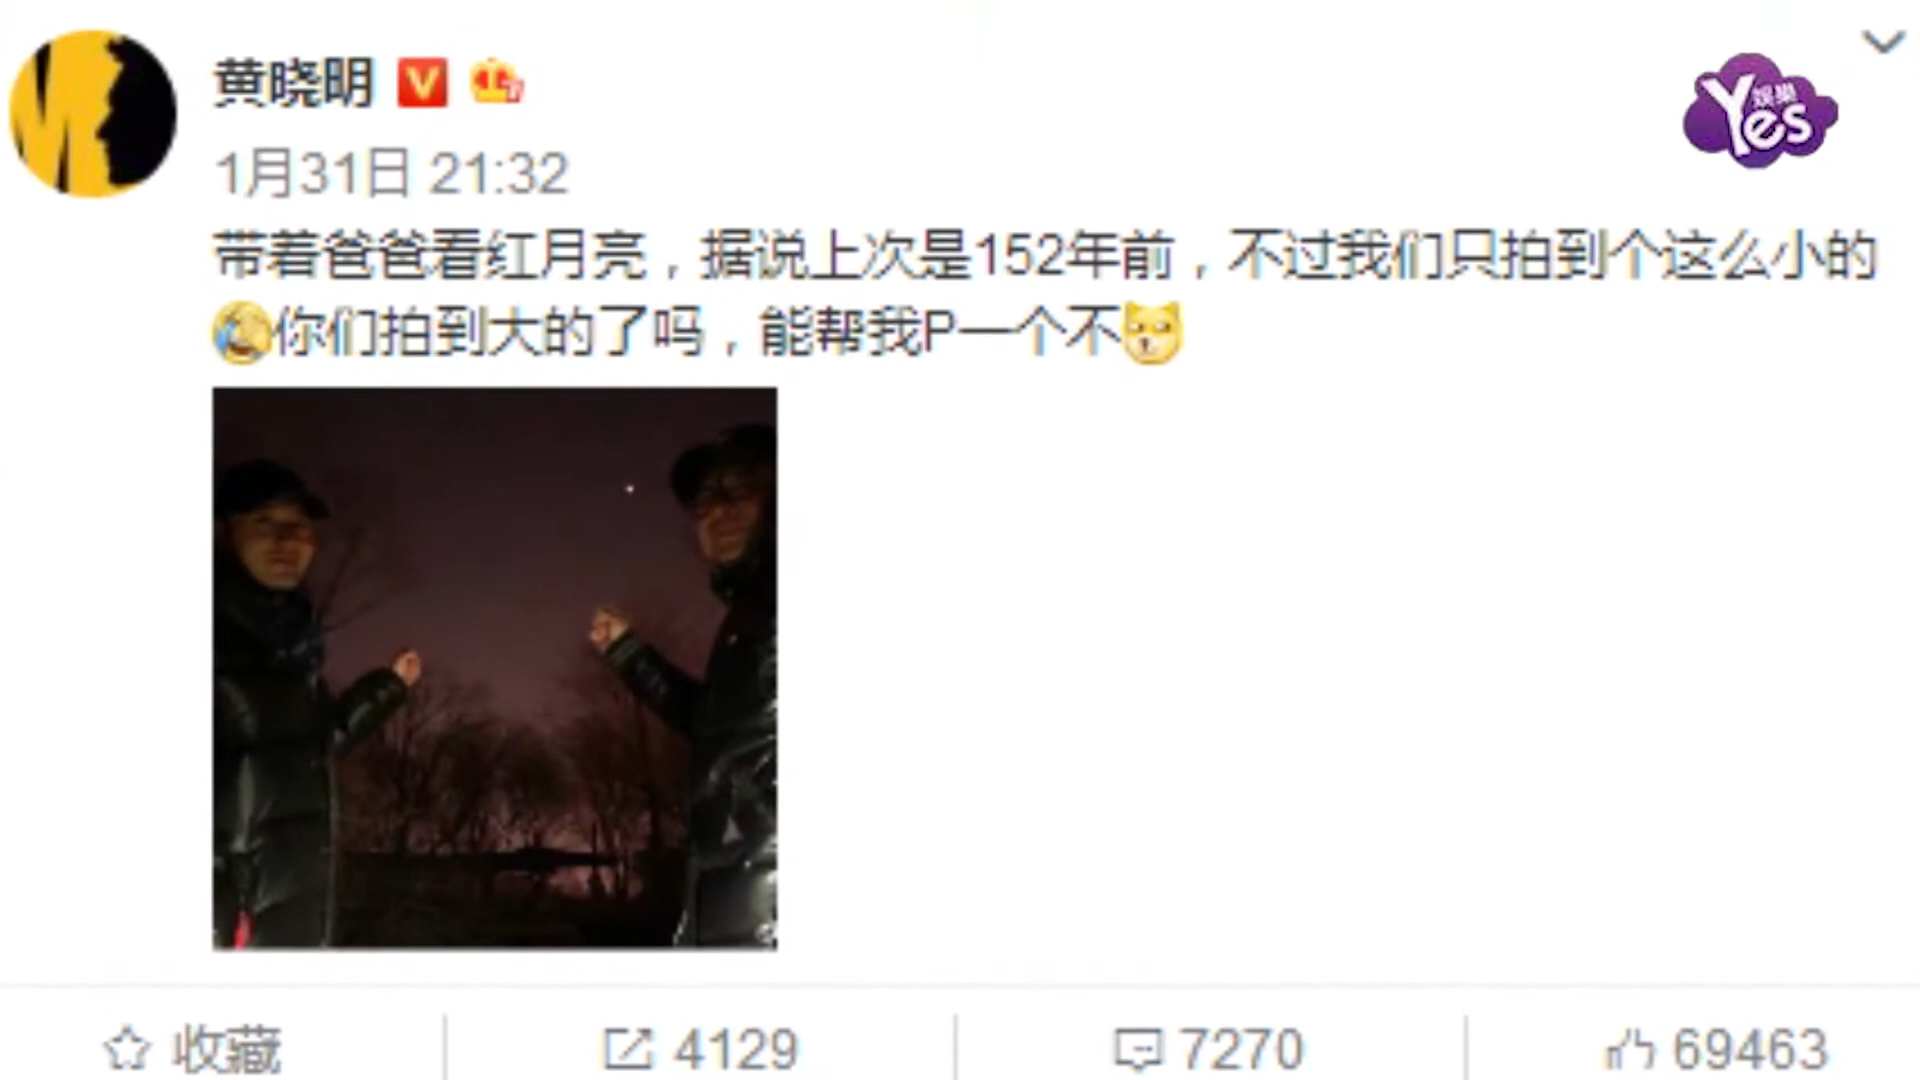 黄晓明
1月31日 21:32
带着爸爸看红月亮，据说上次是152年前，不过我们只拍到个这么小的
你们拍到大的了吗，能帮我P一个不
Yes 娱樂
收藏
4129
7270
69463